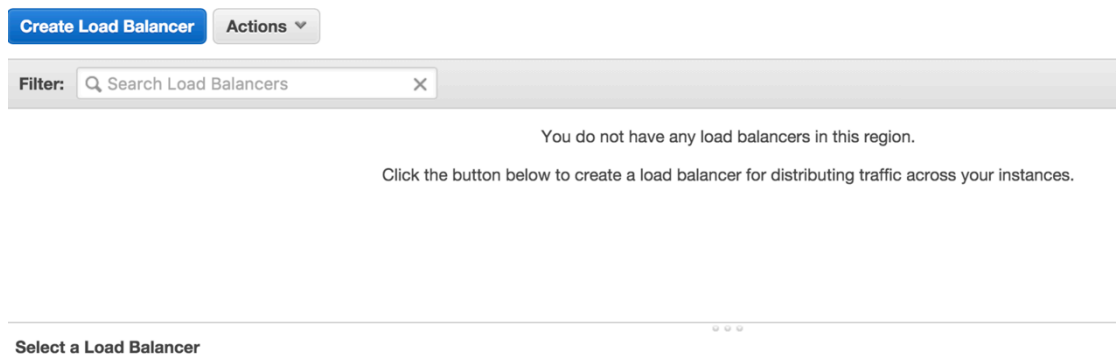 Create Load Balancer Actions
Filter: Search Load Balancers
You do not have any load balancers in this region.
Click the button below to create a load balancer for distributing traffic across your instances.
Select a Load Balancer